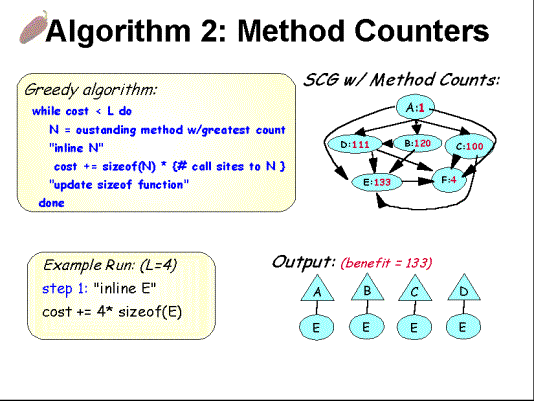 Algorithm 2: Method Counters
Greedy algorithm:
while cost < L do
N = oustanding method w/greatest count
"inline N"
cost += sizeof(N) * {# call sites to N }
"update sizeof function"
done
SCG w/ Method Counts:
A:1
D:111
B:120
C:100
E:133
F:4
Example Run: (L=4)
step 1: "inline E"
cost += 4* sizeof(E)
Output: (benefit = 133)
A B C D
E E E E